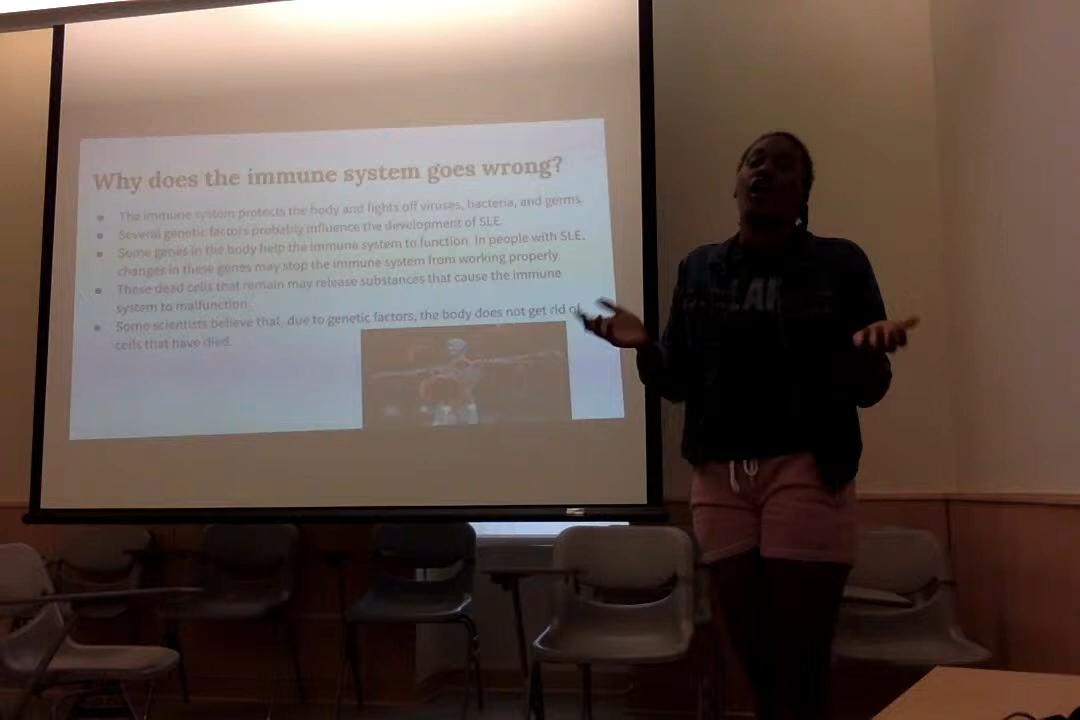 Why does the immune system goes wrong?
● The immune system protects the body and fights off viruses, bacteria, and germs.
● Several genetic factors probably influence the development of SLE.
● Some genes in the body help the immune system to function. In people with SLE,
changes in these genes may stop the immune system from working properly.
● These dead cells that remain may release substances that cause the immune
system to malfunction.
● Some scientists believe that, due to genetic factors, the body does not get rid of
cells that have died.